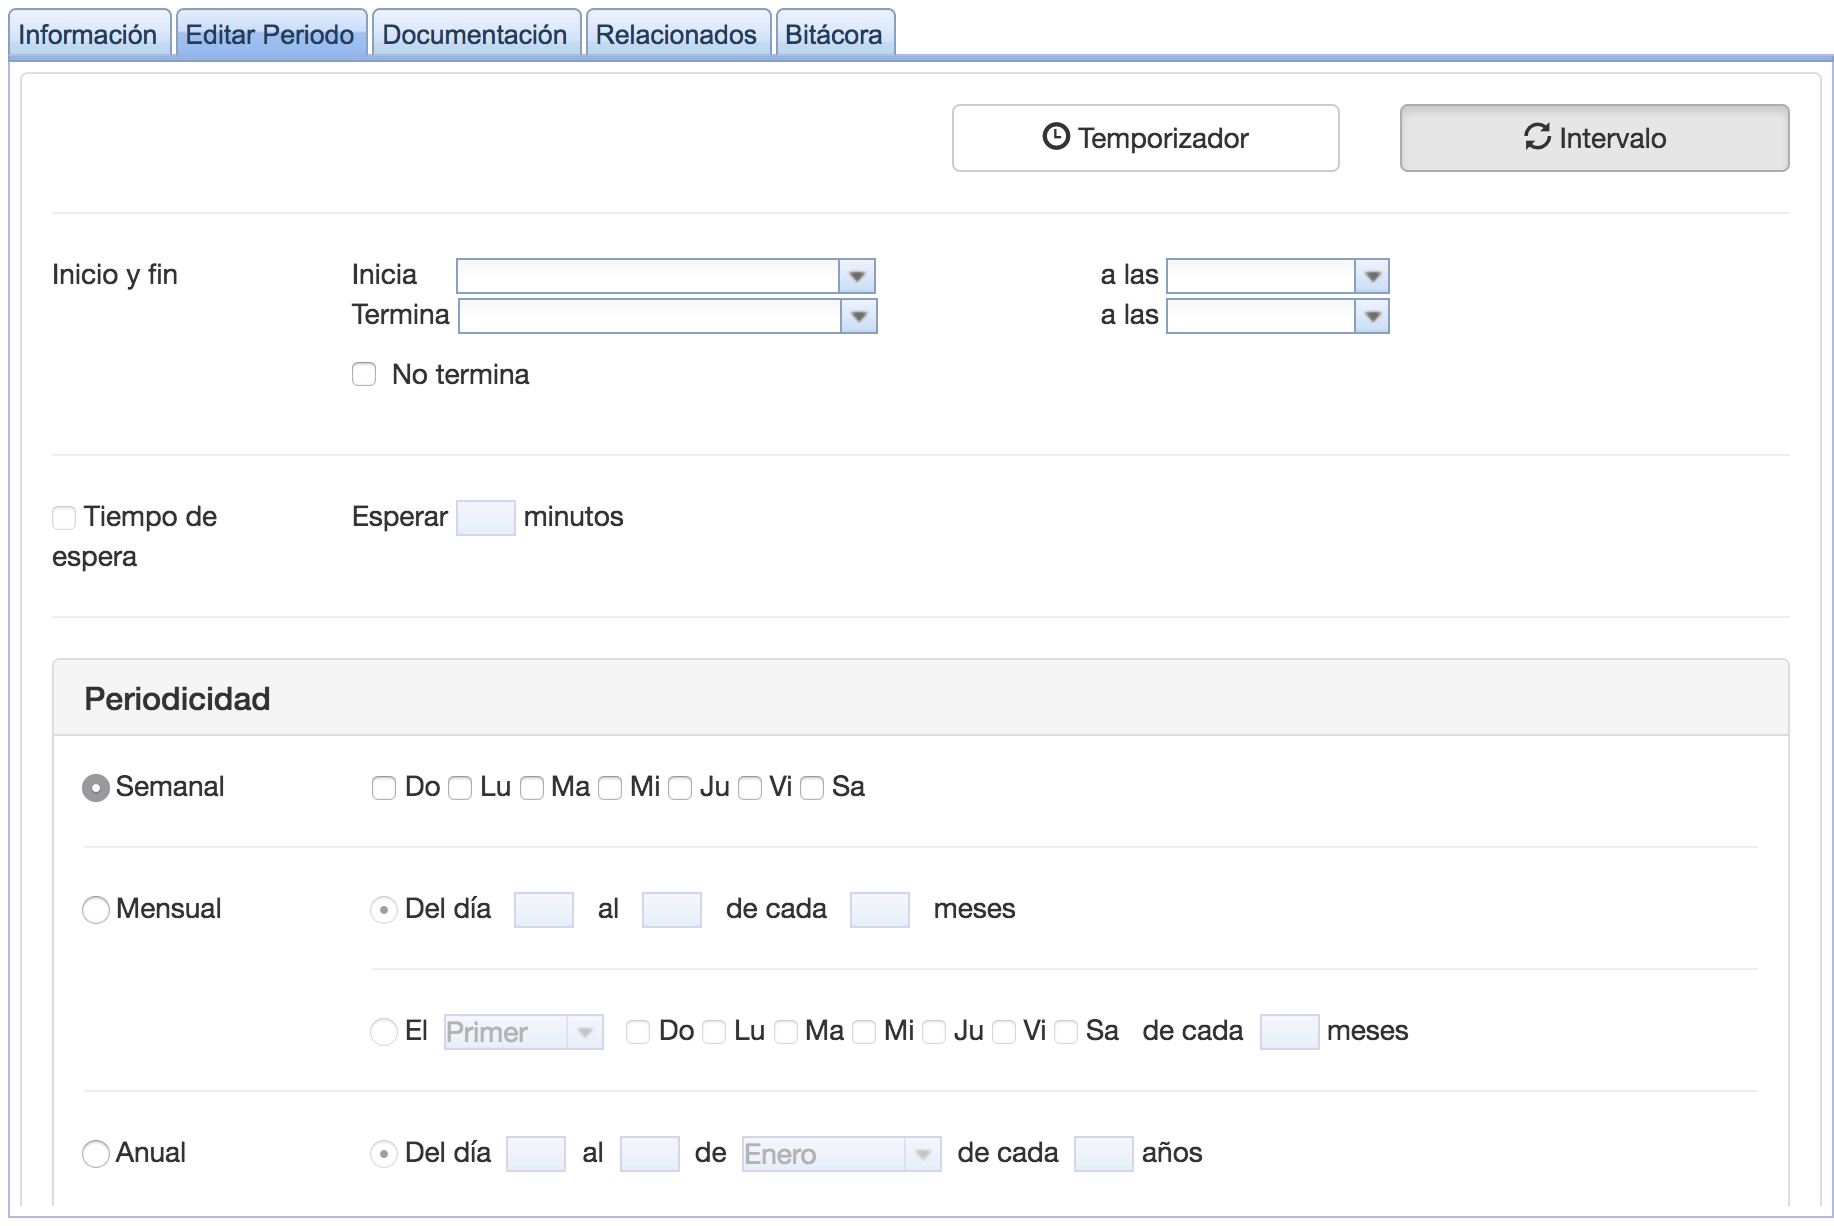 Información Editar Periodo Documentación Relacionados Bitácora
Temporizador Intervalo
Inicio y fin Inicia a las
Termina a las
No termina
Tiempo de Esperar minutos
espera
Periodicidad
Semanal Do Lu Ma Mi Ju Vi Sa
Mensual Del día al de cada meses
El Primer Do Lu Ma Mi Ju Vi Sa de cada meses
Anual Del día al de Enero de cada años